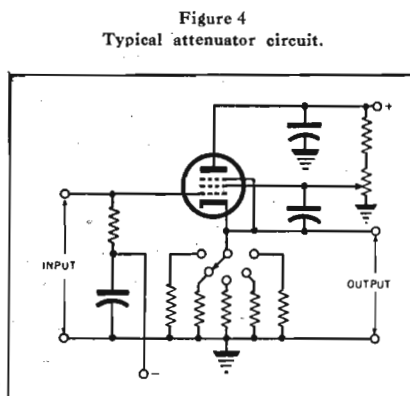 Figure 4
Typical attenuator circuit.
+
INPUT
OUTPUT
-